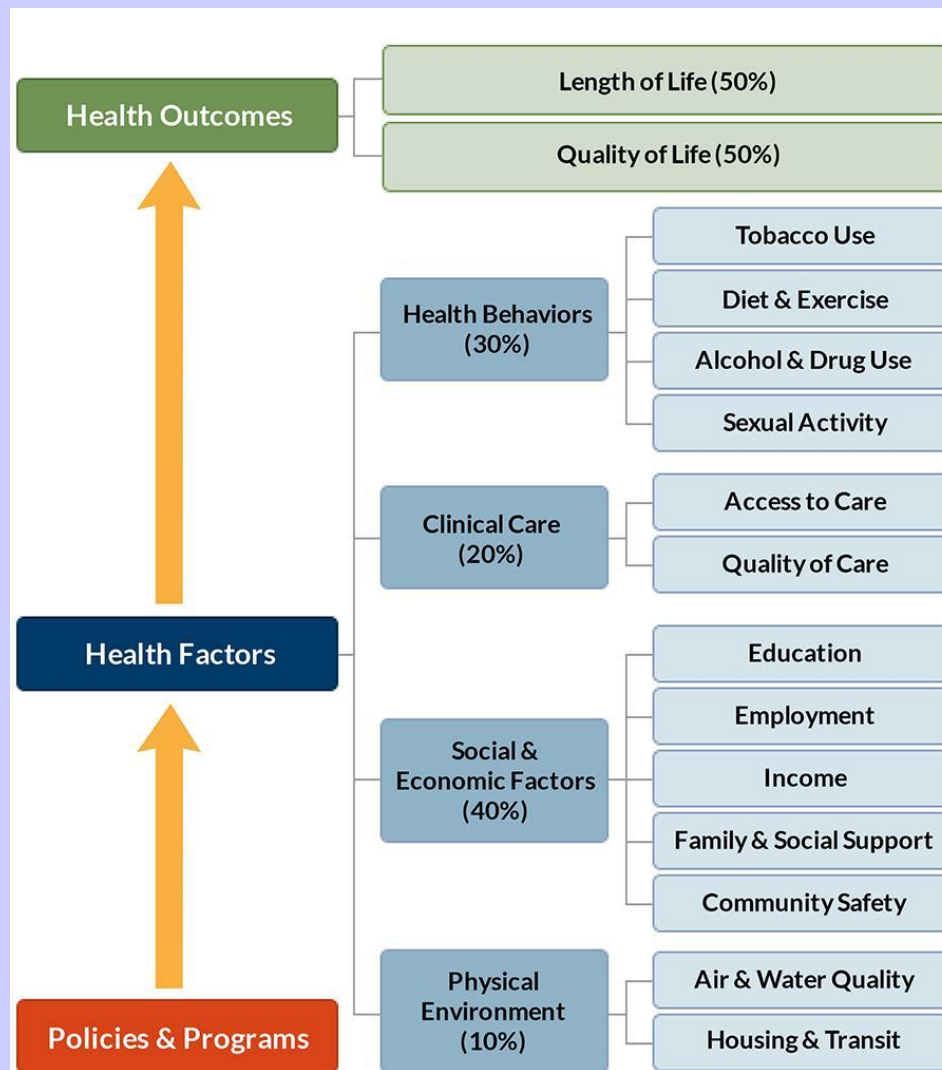 Health Outcomes
Length of Life (50%)
Quality of Life (50%)
Health Factors
Health Behaviors
(30%)
Tobacco Use
Diet & Exercise
Alcohol & Drug Use
Sexual Activity
Clinical Care
(20%)
Access to Care
Quality of Care
Social &
Economic Factors
(40%)
Education
Employment
Income
Family & Social Support
Community Safety
Physical
Environment
(10%)
Air & Water Quality
Housing & Transit
Policies & Programs